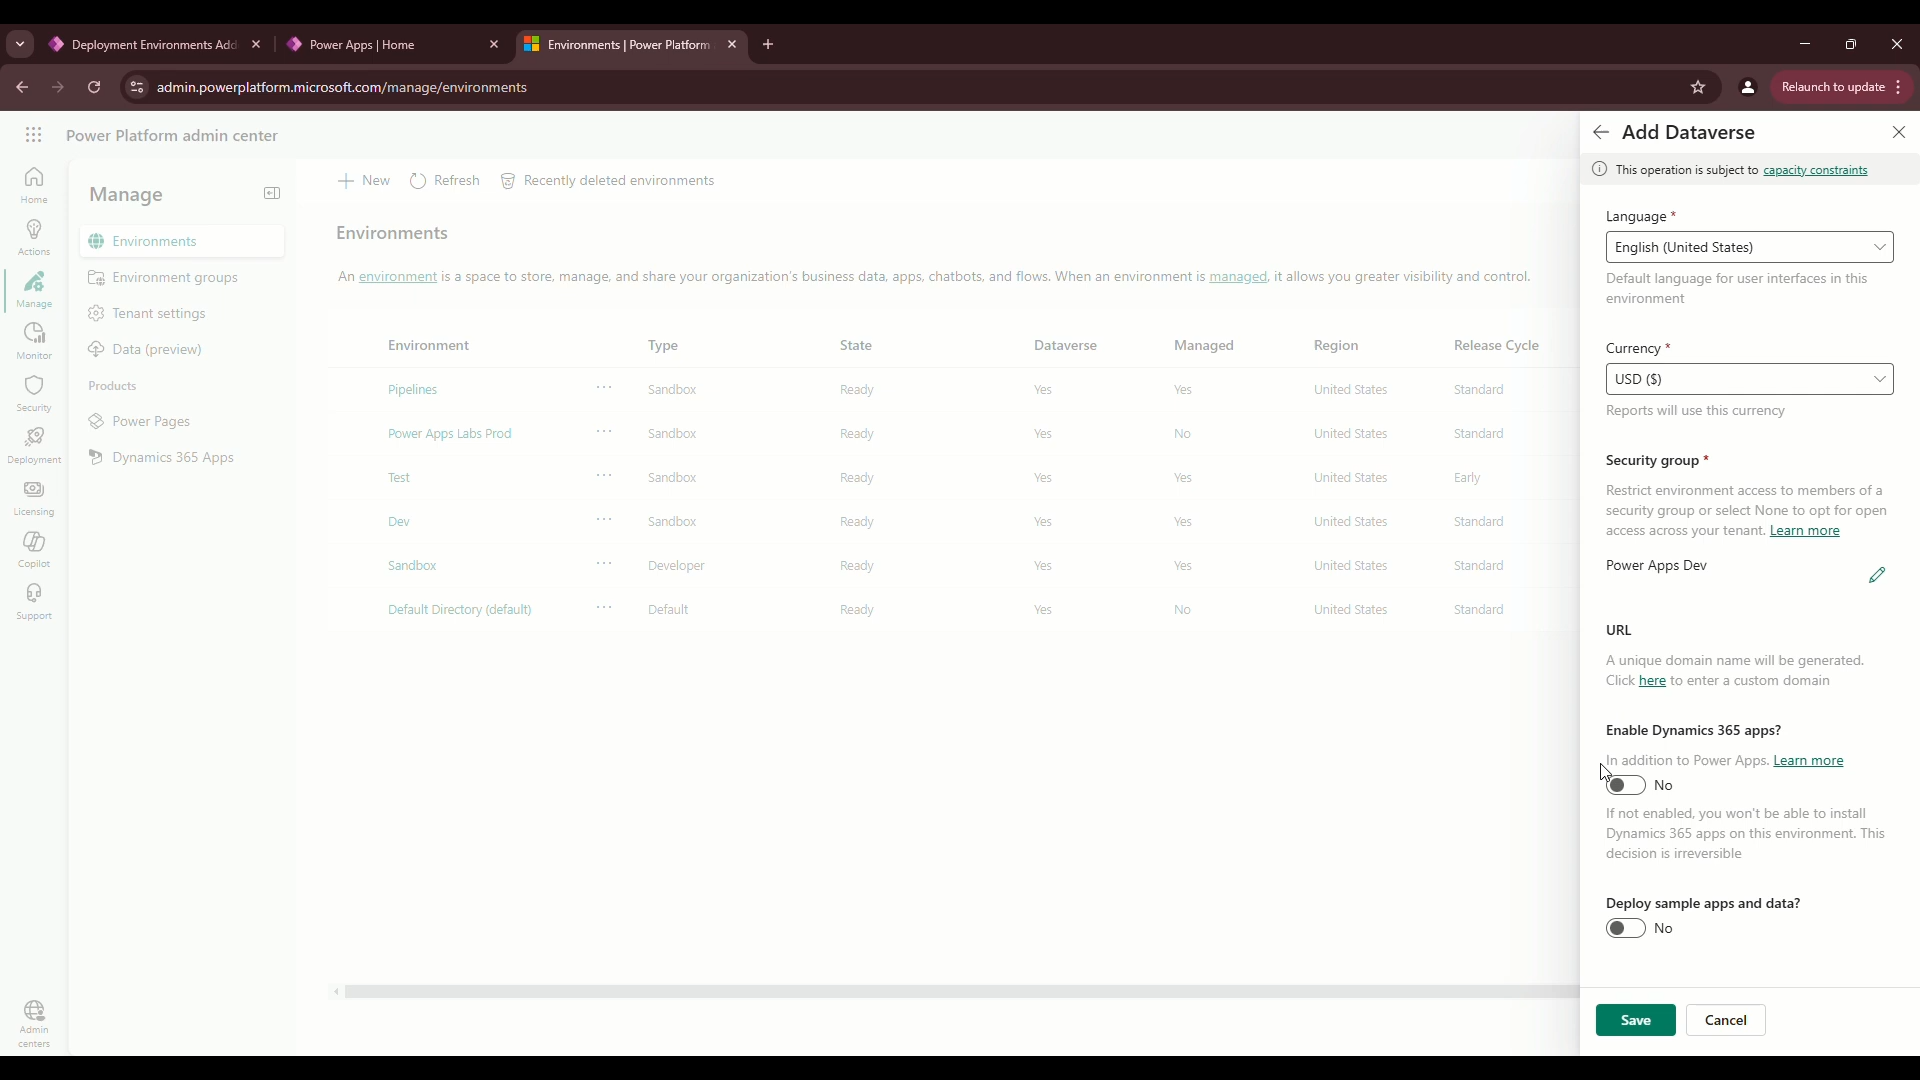 Deployment Environments Add
Power Apps | Home
Environments | Power Platform
admin.powerplatform.microsoft.com/manage/environments
Relaunch to update
Power Platform admin center
Home
Actions
Manage
Monitor
Security
Deployment
Licensing
Copilot
Support
Admin
centers
Manage
Environments
Environment groups
Tenant settings
Data (preview)
Products
Power Pages
Dynamics 365 Apps
New Refresh Recently deleted environments
Environments
An environment is a space to store, manage, and share your organization's business data, apps, chatbots, and flows. When an environment is managed, it allows you greater visibility and control.
Environment Type State Dataverse Managed Region Release Cycle
Pipelines ... Sandbox Ready Yes Yes United States Standard
Power Apps Labs Prod ... Sandbox Ready Yes No United States Standard
Test ... Sandbox Ready Yes Yes United States Early
Dev ... Sandbox Ready Yes Yes United States Standard
Sandbox ... Developer Ready Yes Yes United States Standard
Default Directory (default) ... Default Ready Yes No United States Standard
Add Dataverse
This operation is subject to capacity constraints
Language *
English (United States)
Default language for user interfaces in this
environment
Currency *
USD ($)
Reports will use this currency
Security group *
Restrict environment access to members of a
security group or select None to opt for open
access across your tenant. Learn more
Power Apps Dev
URL
A unique domain name will be generated.
Click here to enter a custom domain
Enable Dynamics 365 apps?
In addition to Power Apps. Learn more
No
If not enabled, you won't be able to install
Dynamics 365 apps on this environment. This
decision is irreversible
Deploy sample apps and data?
No
Save Cancel